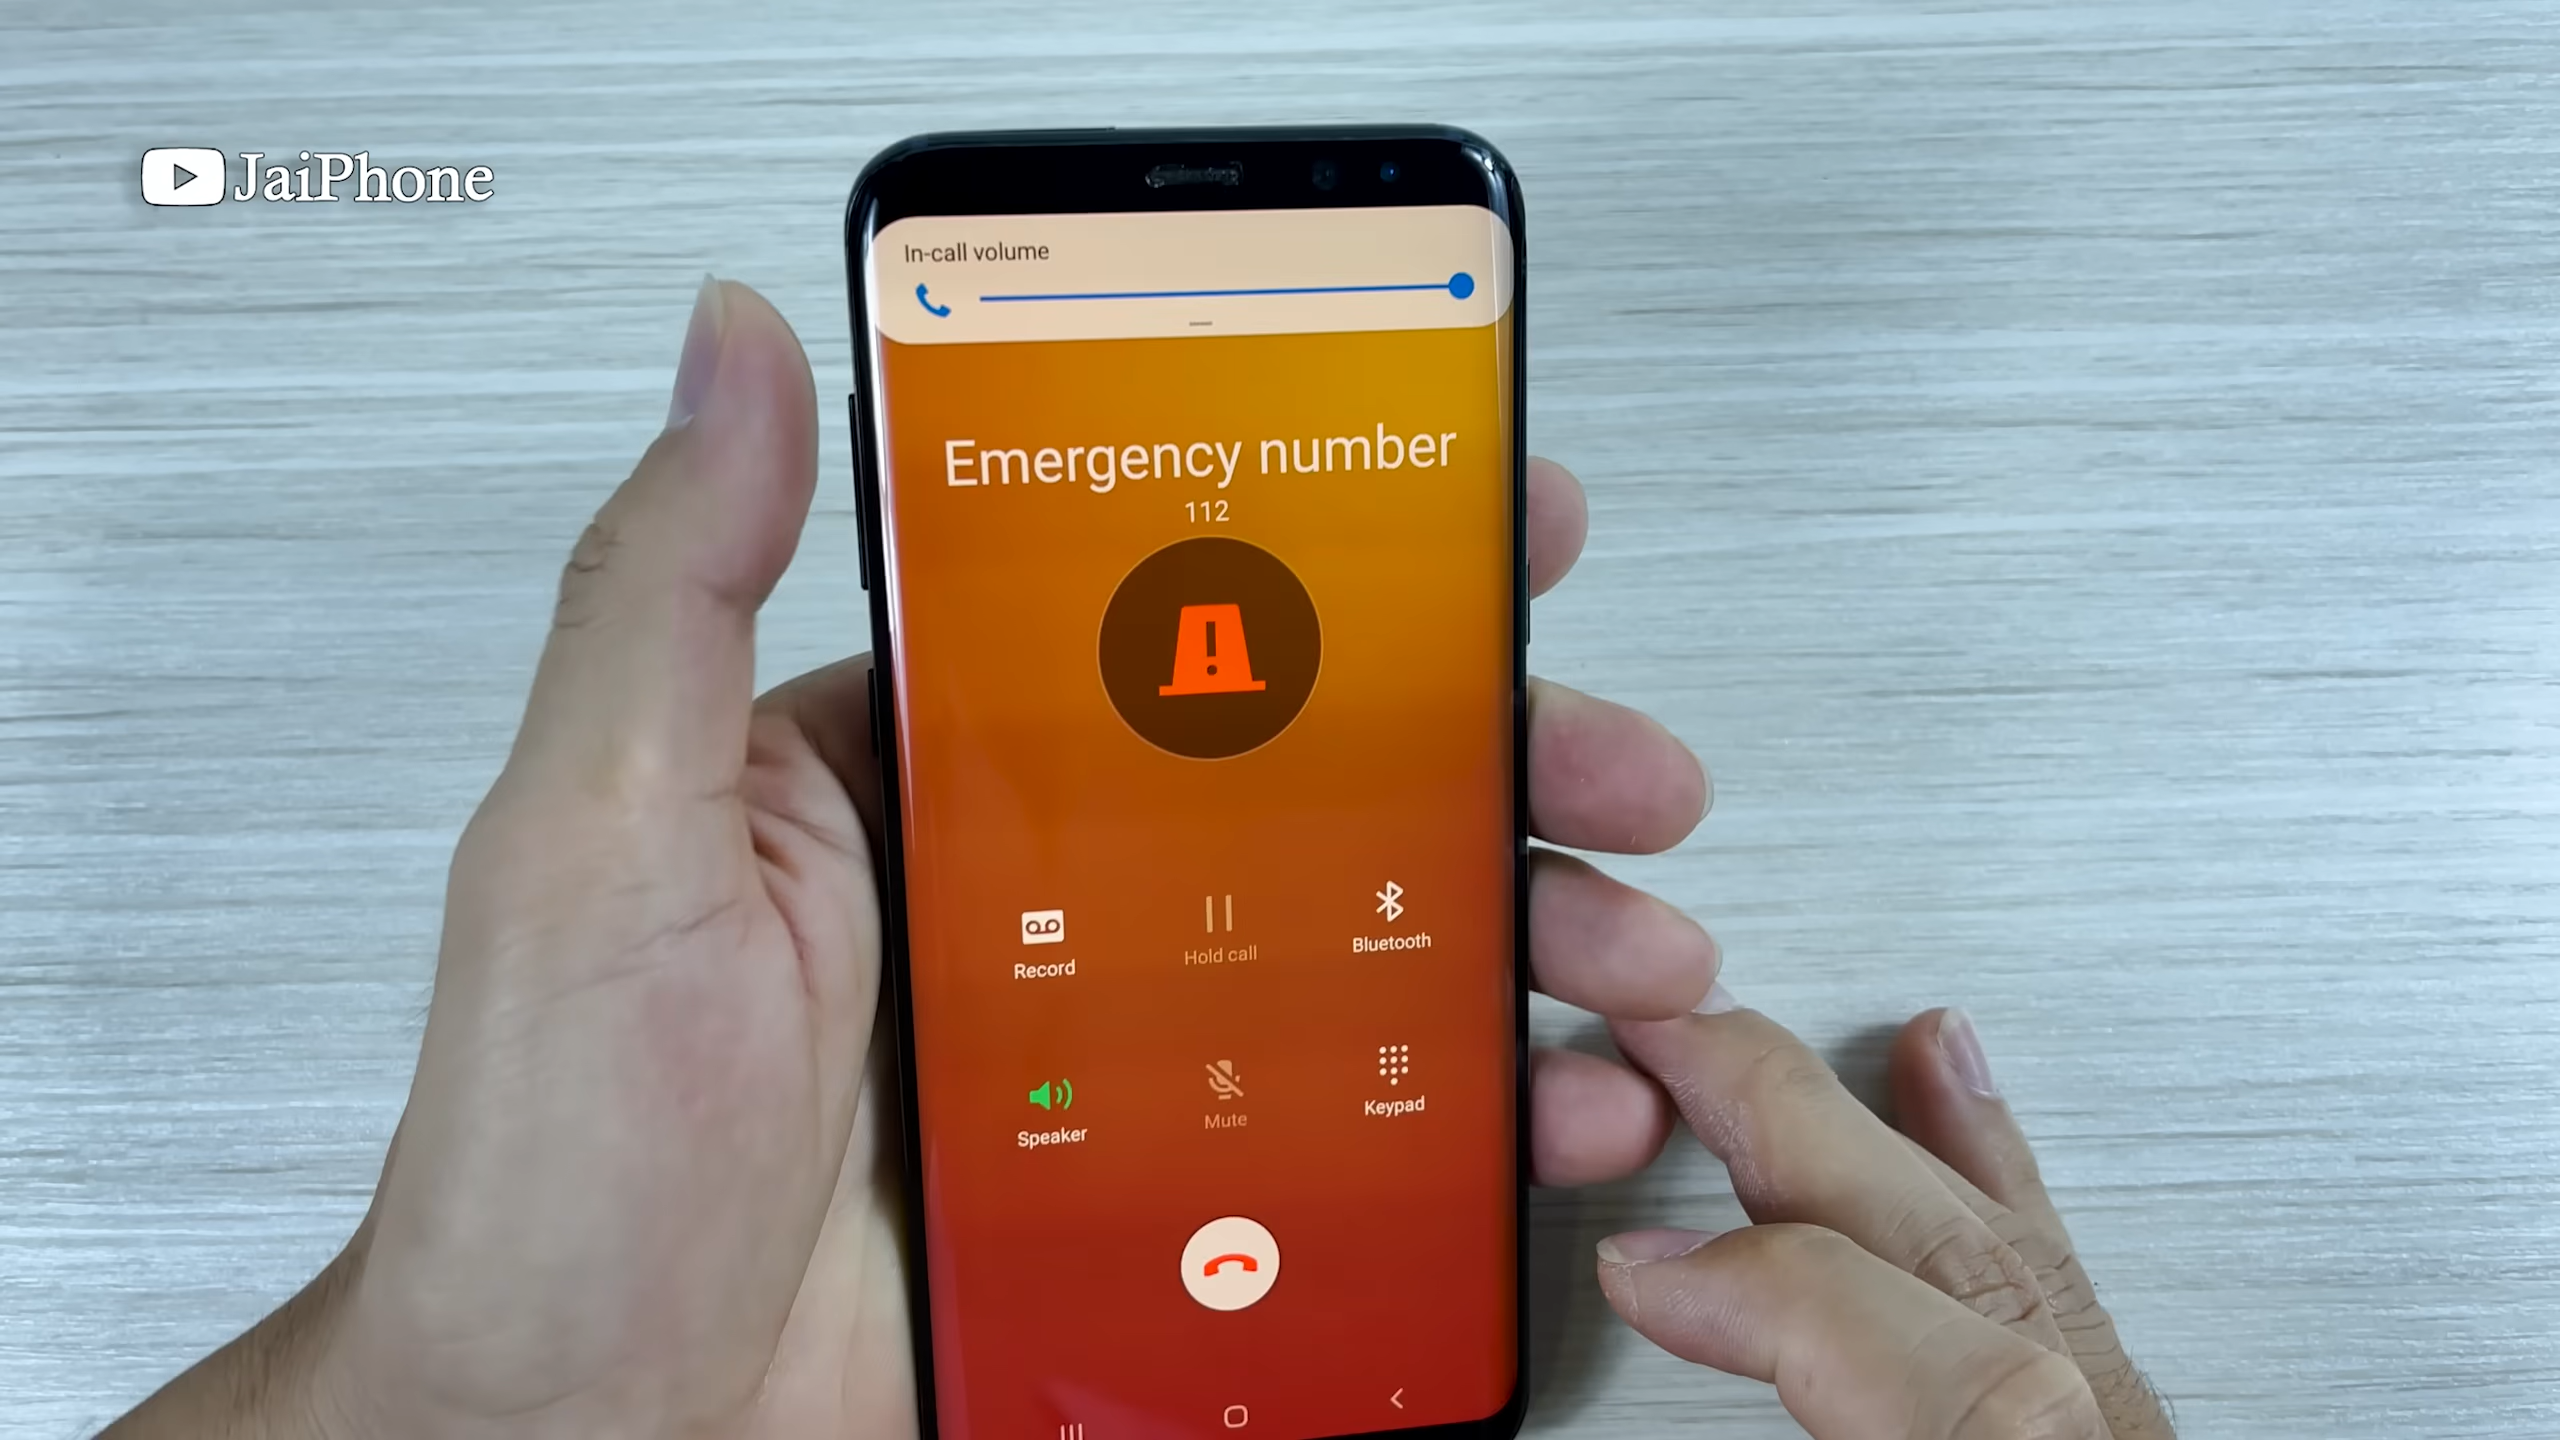 JaiPhone
In-call volume
Emergency number
112
Record
Hold call
Bluetooth
Speaker
Mute
Keypad